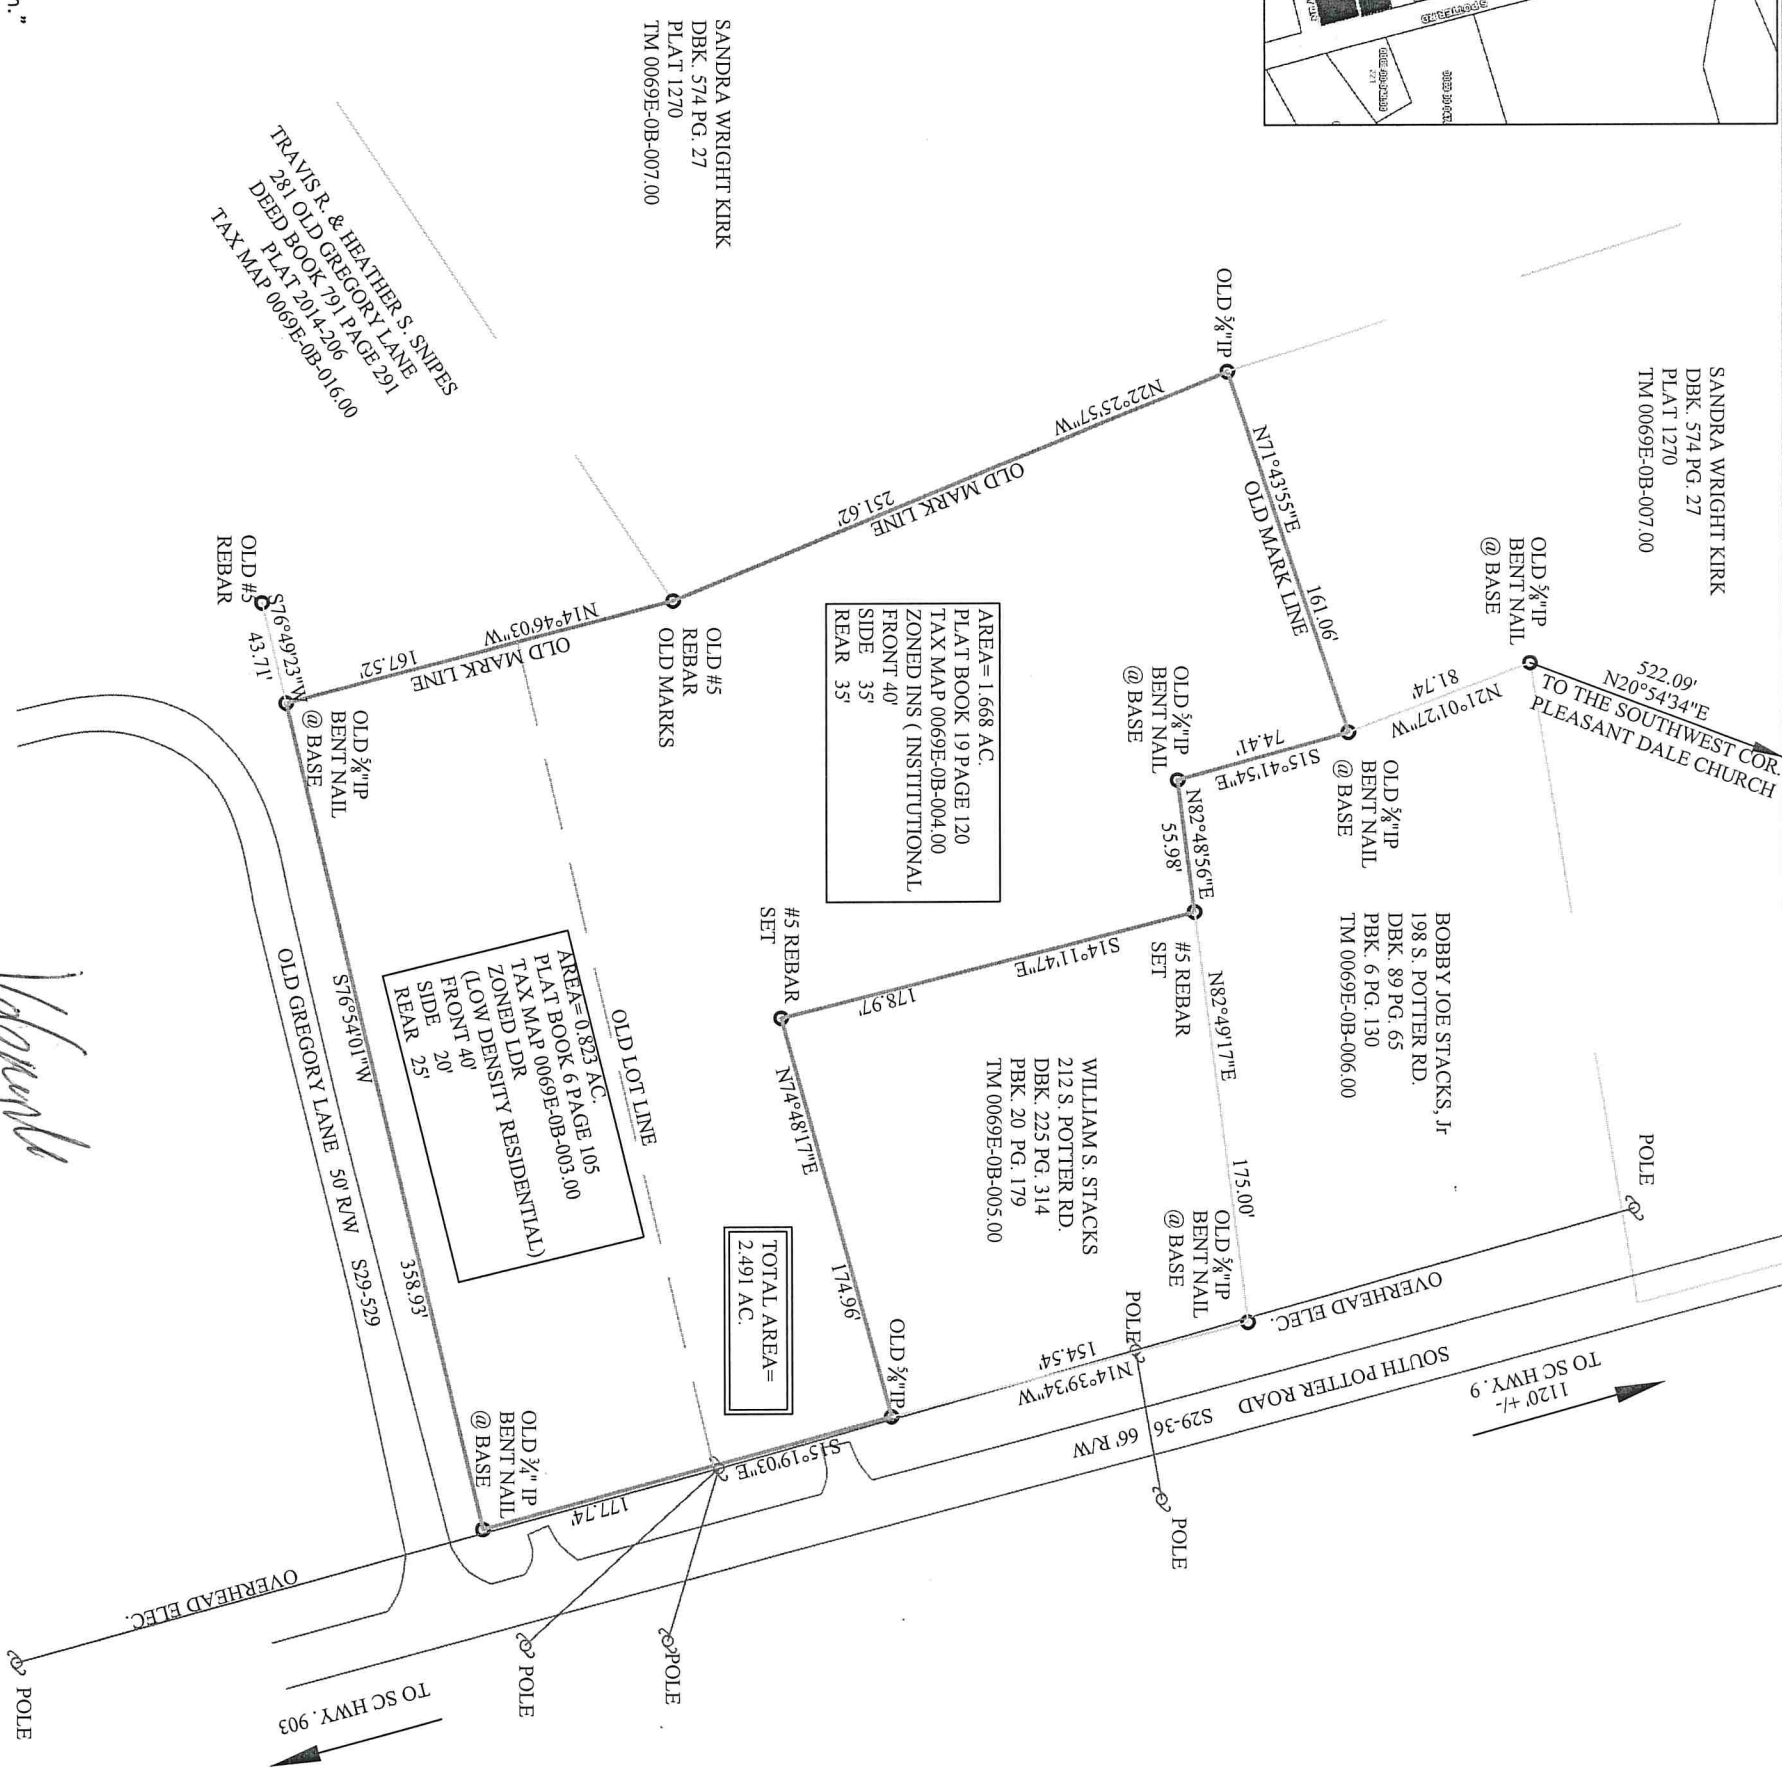 SANDRA WRIGHT KIRK
DBK. 574 PG. 27
PLAT 1270
TM 0069E-0B-007.00
522.09'
N20°54'34"E
TO THE SOUTHWEST COR.
PLEASANT DALE CHURCH
OLD ⅝"IP
BENT NAIL
@ BASE
81.74'
N21°01'27"W
OLD ⅝"IP
BENT NAIL
@ BASE
BOBBY JOE STACKS, Jr
198 S. POTTER RD.
DBK. 89 PG. 65
PBK. 6 PG. 130
TM 0069E-0B-006.00
POLE
OVERHEAD ELEC.
SOUTH POTTER ROAD S29-36 66' R/W
1120' +/-
TO SC HWY. 9
OLD ⅝"IP
N71°43'55"E 161.06'
OLD MARK LINE
S15°41'54"E
74.41'
OLD ⅝"IP
BENT NAIL
@ BASE
N82°48'56"E
55.98'
#5 REBAR
SET
N82°49'17"E 175.00'
OLD ⅝"IP
BENT NAIL
@ BASE
POLE
POLE
N14°39'34"W
154.54'
WILLIAM S. STACKS
212 S. POTTER RD.
DBK. 225 PG. 314
PBK. 20 PG. 179
TM 0069E-0B-005.00
S14°11'47"E
178.97'
#5 REBAR
SET
N74°48'17"E 174.96'
OLD ⅝"IP
S15°19'03"E
177.74'
AREA= 1.668 AC.
PLAT BOOK 19 PAGE 120
TAX MAP 0069E-0B-004.00
ZONED INS ( INSTITUTIONAL
FRONT 40'
SIDE 35'
REAR 35'
SANDRA WRIGHT KIRK
DBK. 574 PG. 27
PLAT 1270
TM 0069E-0B-007.00
N22°25'57"W
251.62'
OLD MARK LINE
OLD #5
REBAR
OLD MARKS
N14°46'03"W
167.52'
OLD MARK LINE
TRAVIS R. & HEATHER S. SNIPES
281 OLD GREGORY LANE
DEED BOOK 791 PAGE 291
PLAT 2014-206
TAX MAP 0069E-0B-016.00
OLD #5
REBAR
S76°49'23"W
43.71'
OLD ⅝"IP
BENT NAIL
@ BASE
OLD LOT LINE
TOTAL AREA=
2.491 AC.
AREA= 0.823 AC.
PLAT BOOK 6 PAGE 105
TAX MAP 0069E-0B-003.00
ZONED LDR
(LOW DENSITY RESIDENTIAL)
FRONT 40'
SIDE 20'
REAR 25'
S76°54'01"W 358.93'
OLD ¾" IP
BENT NAIL
@ BASE
OLD GREGORY LANE 50' R/W S29-529
OVERHEAD ELEC.
POLE
POLE
POLE
TO SC HWY. 903
S POTTER RD
221